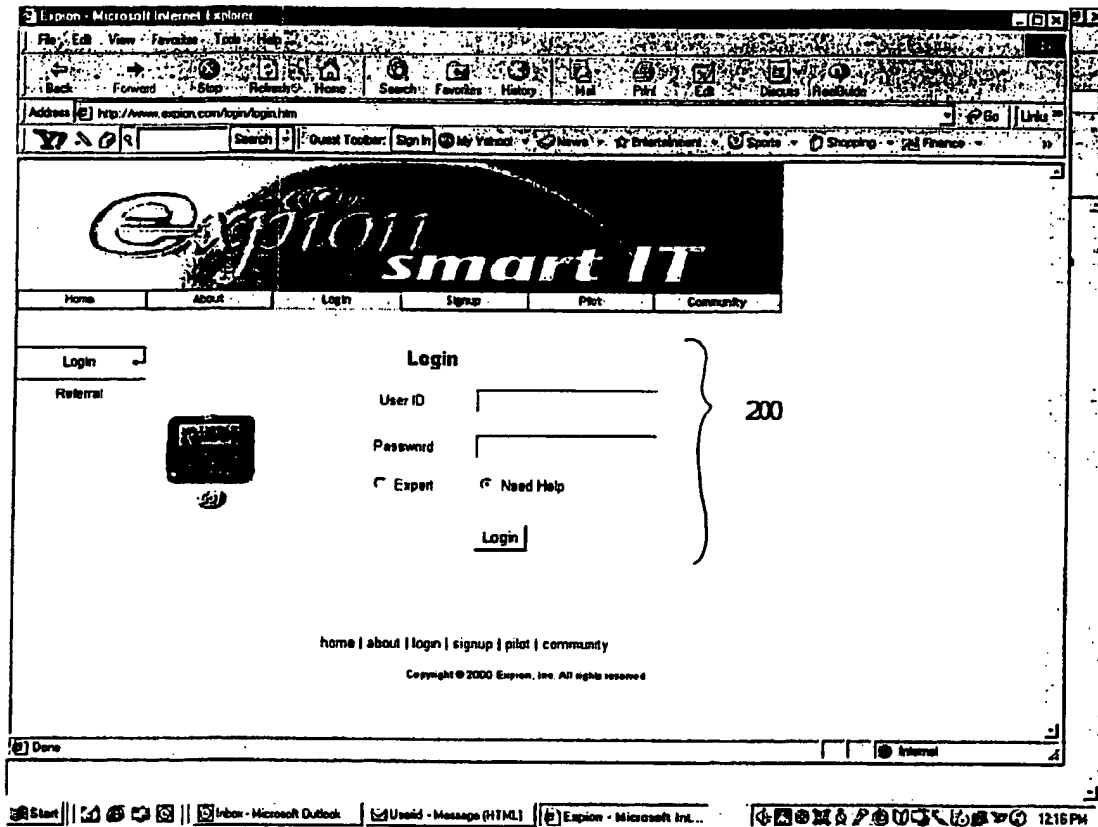 Expion - Microsoft Internet Explorer
File Edit View Favorites Tools Help
Back Forward Stop Refresh Home Search Favorites History Mail Print Edit Discuss RealGuide
Address http://www.expion.com/login/login.htm Go Links »
Search Guest Toolbar: Sign In My Yahoo! News Entertainment Sports Shopping Finance »
expion
smart IT
Home About Login Signup Pilot Community
Login
Referral
Login
User ID
Password
Expert Need Help
Login
200
home | about | login | signup | pilot | community
Copyright © 2000 Expion, Inc. All rights reserved
Done Internet
Start Inbox - Microsoft Outlook Userid - Message (HTML) Expion - Microsoft Int... 12:16 PM